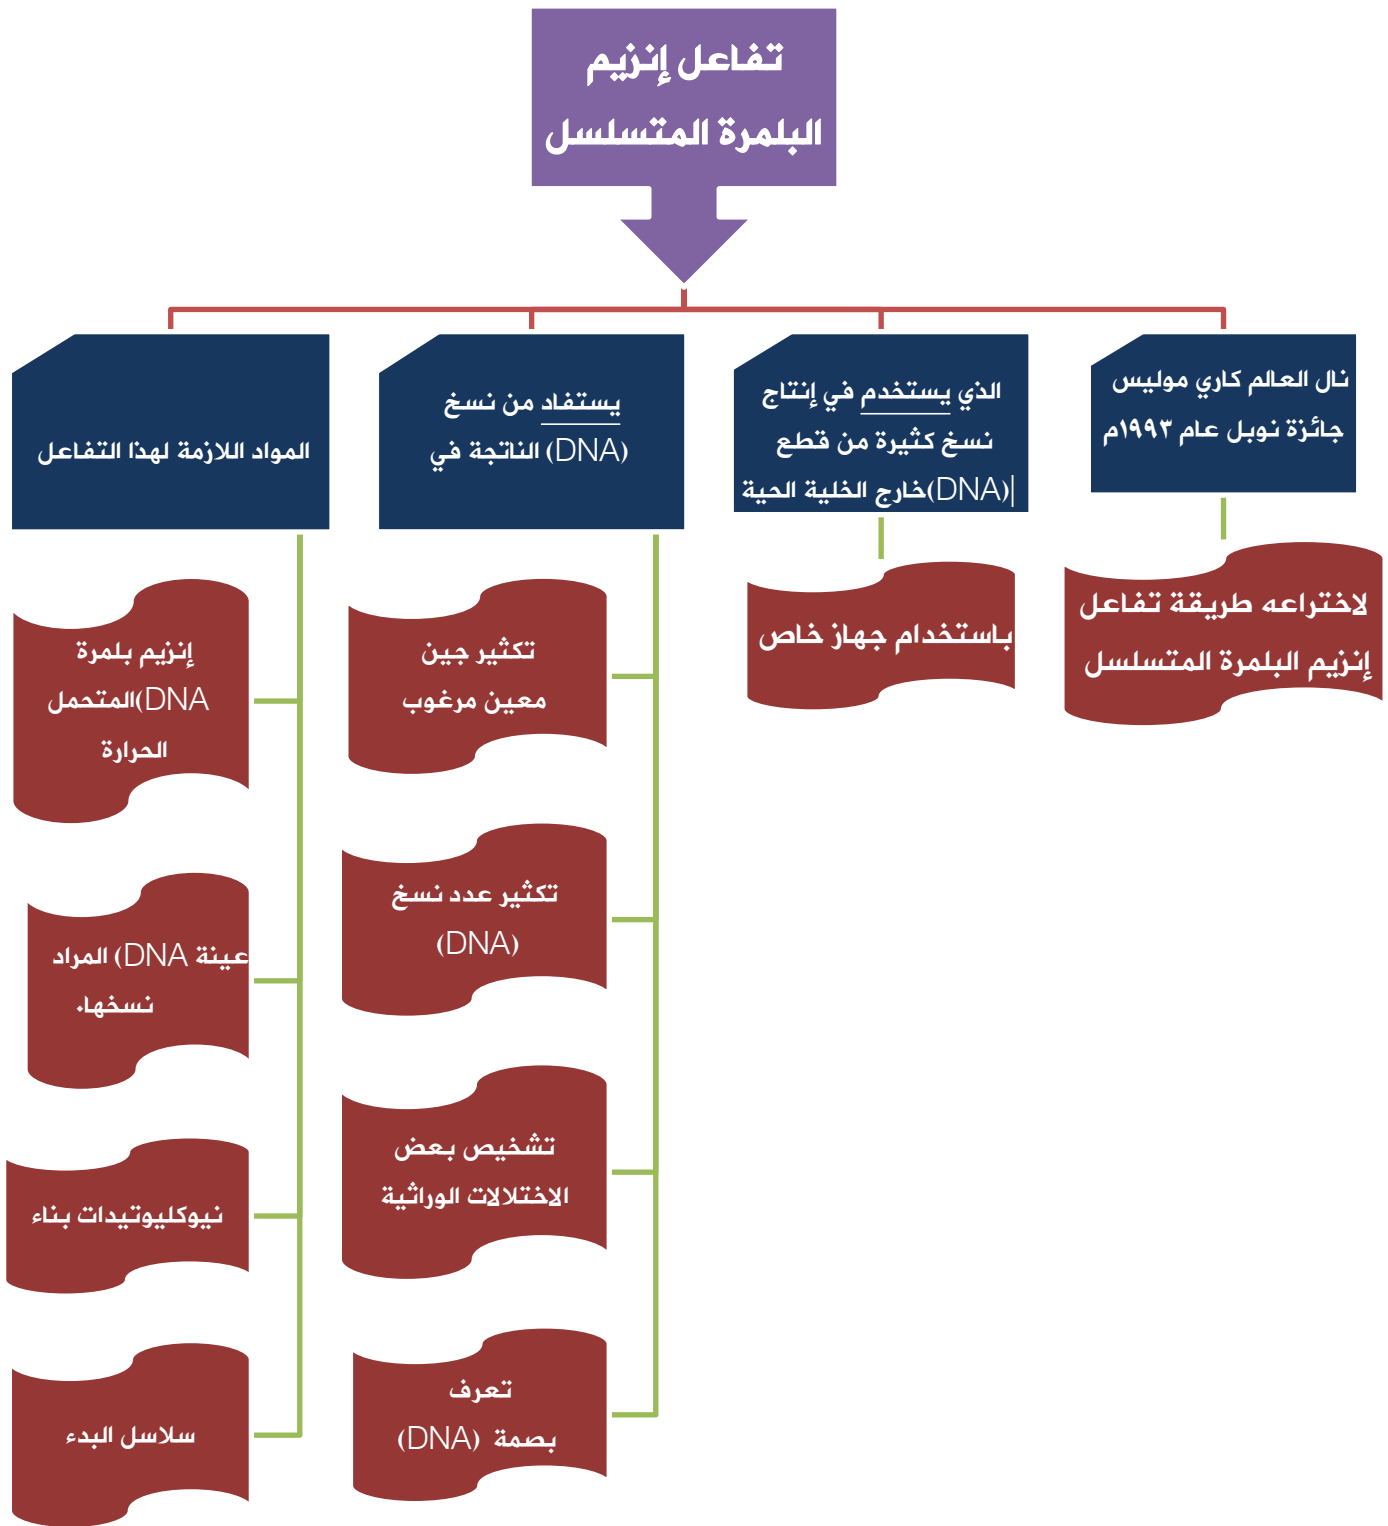 تفاعل إنزيم
البلمرة المتسلسل
نال العالم كاري موليس
جائزة نوبل عام ١٩٩٣م
لاختراعه طريقة تفاعل
إنزيم البلمرة المتسلسل
الذي يستخدم في إنتاج
نسخ كثيرة من قطع
(DNA)خارج الخلية الحية
باستخدام جهاز خاص
يستفاد من نسخ
(DNA) الناتجة في
تكثير جين
معين مرغوب
تكثير عدد نسخ
(DNA)
تشخيص بعض
الاختلالات الوراثية
تعرف
بصمة (DNA)
المواد اللازمة لهذا التفاعل
إنزيم بلمرة
DNA)المتحمل
الحرارة
عينة DNA) المراد
نسخها.
نيوكليوتيدات بناء
سلاسل البدء